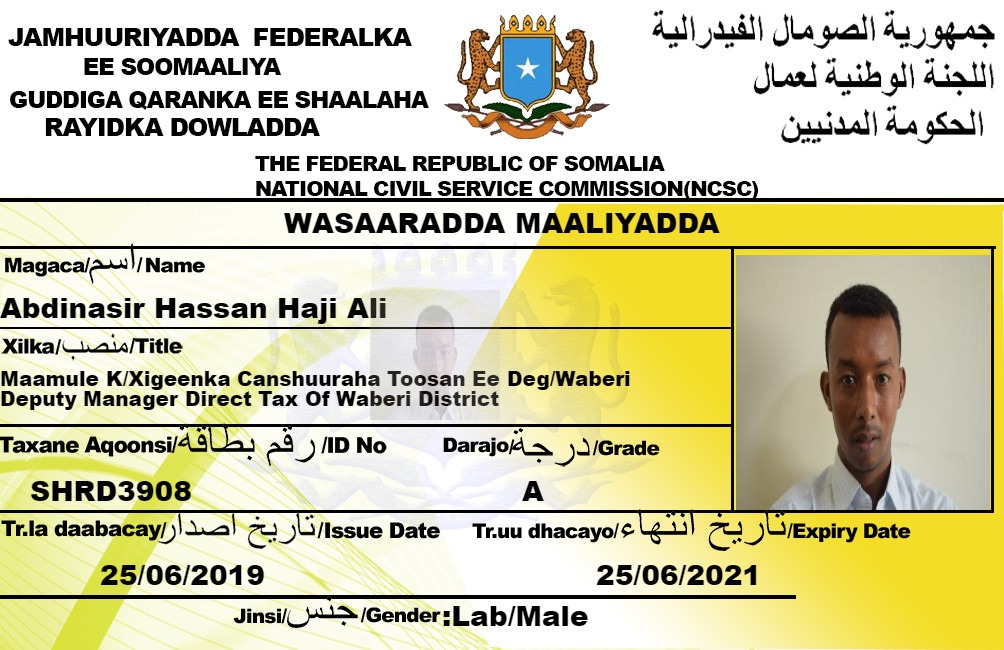 JAMHUURIYADDA FEDERALKA
EE SOOMAALIYA
GUDDIGA QARANKA EE SHAALAHA
RAYIDKA DOWLADDA
جمهورية الصومال الفيدرالية
اللجنة الوطنية لعمال
الحكومة المدنيين
THE FEDERAL REPUBLIC OF SOMALIA
NATIONAL CIVIL SERVICE COMMISSION(NCSC)
WASAARADDA MAALIYADDA
Magaca/اسم/Name
Abdinasir Hassan Haji Ali
Xilka/منصب/Title
Maamule K/Xigeenka Canshuuraha Toosan Ee Deg/Waberi
Deputy Manager Direct Tax Of Waberi District
Taxane Aqoonsi/رقم بطاقة/ID No Darajo/درجة/Grade
SHRD3908 A
Tr.la daabacay/تاريخ اصدار/Issue Date Tr.uu dhacayo/تاريخ انتهاء/Expiry Date
25/06/2019 25/06/2021
Jinsi/جنس/Gender:Lab/Male